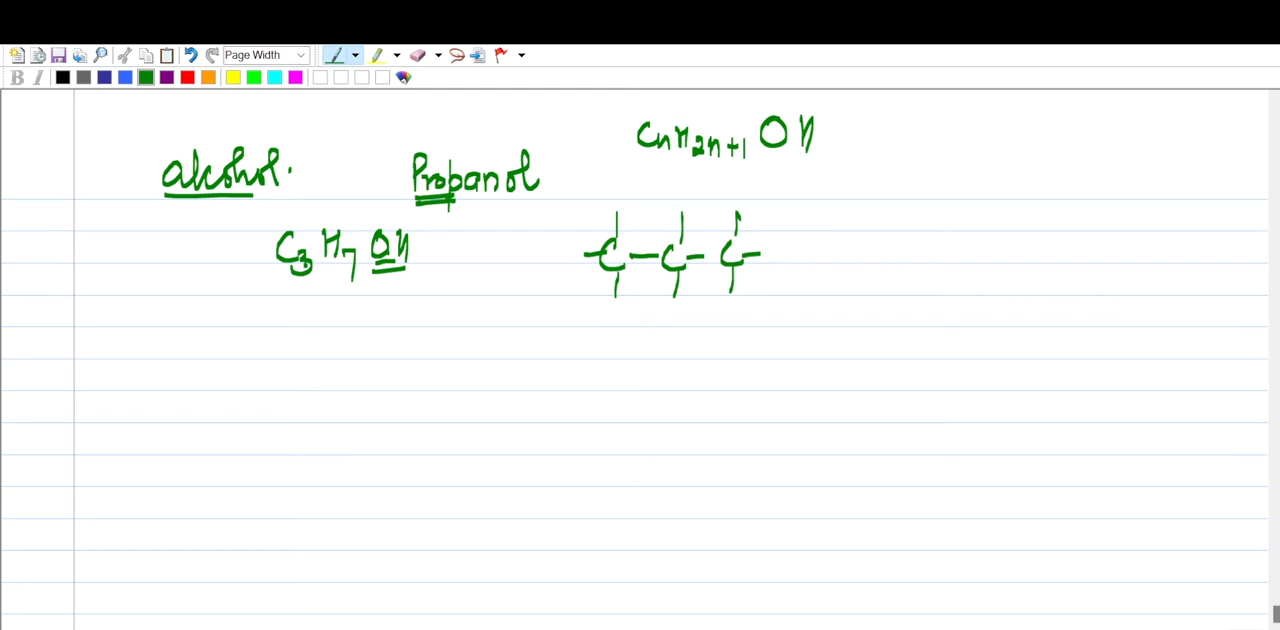 Page Width
B I
CnH2n+1 OH
alcohol. Propanol
C3H7OH
-C-C-C-